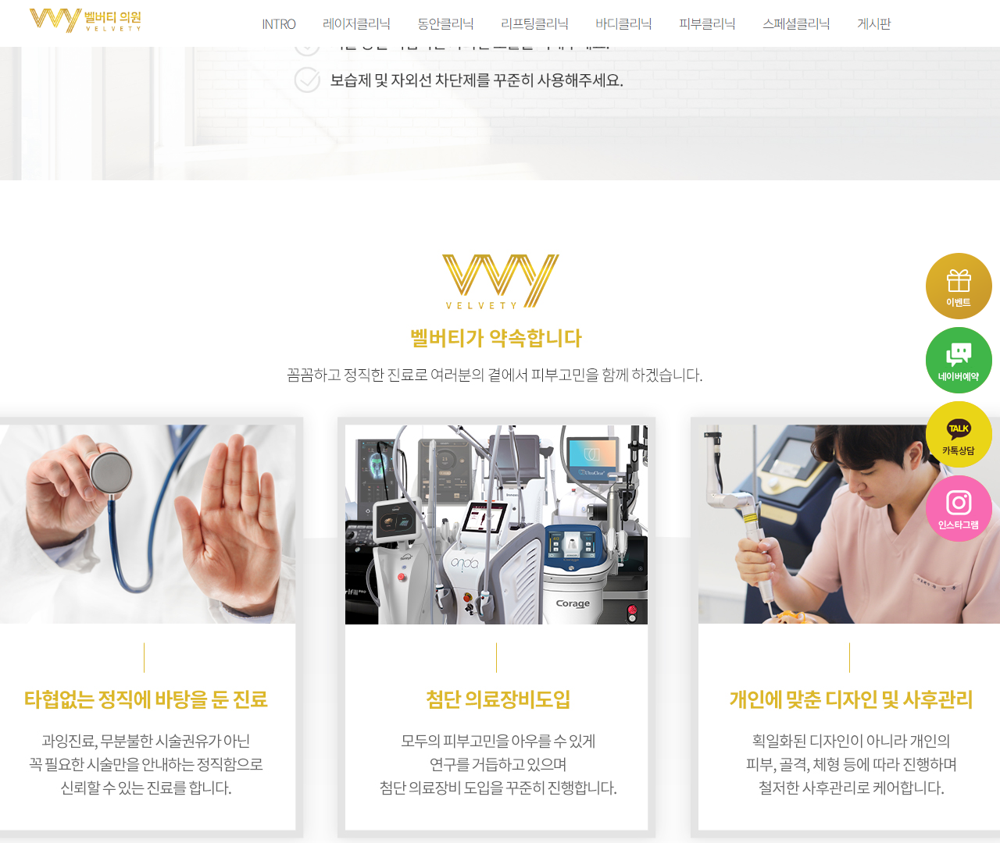 벨버티 의원
VELVETY
INTRO 레이저클리닉 동안클리닉 리프팅클리닉 바디클리닉 피부클리닉 스페셜클리닉 게시판
보습제 및 자외선 차단제를 꾸준히 사용해주세요.
VELVETY
벨버티가 약속합니다
꼼꼼하고 정직한 진료로 여러분의 곁에서 피부고민을 함께 하겠습니다.
이벤트
네이버예약
TALK
카톡상담
인스타그램
UltraClear
onda
Corage
타협없는 정직에 바탕을 둔 진료
과잉진료, 무분불한 시술권유가 아닌
꼭 필요한 시술만을 안내하는 정직함으로
신뢰할 수 있는 진료를 합니다.
첨단 의료장비도입
모두의 피부고민을 아우를 수 있게
연구를 거듭하고 있으며
첨단 의료장비 도입을 꾸준히 진행합니다.
개인에 맞춘 디자인 및 사후관리
획일화된 디자인이 아니라 개인의
피부, 골격, 체형 등에 따라 진행하며
철저한 사후관리로 케어합니다.